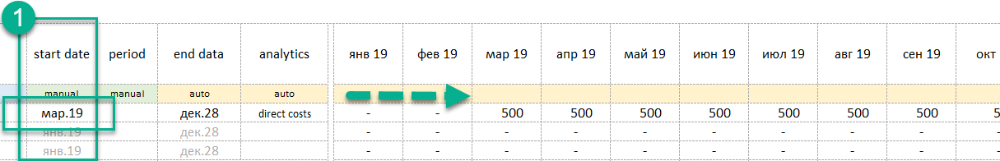 1
start date period end data analytics янв 19 фев 19 мар 19 апр 19 май 19 июн 19 июл 19 авг 19 сен 19 окт
manual manual auto auto
мар.19 дек.28 direct costs - - 500 500 500 500 500 500 500 5
янв.19 дек.28 - - - - - - - - -
янв.19 дек.28 - - - - - - - - -